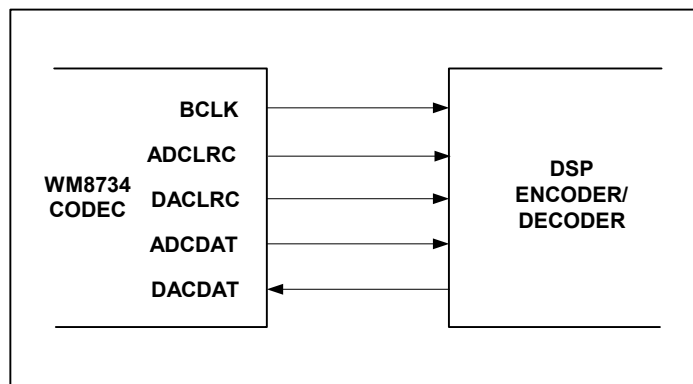 BCLK
ADCLRC
WM8734
CODEC
DACLRC
ADCDAT
DACDAT
DSP
ENCODER/
DECODER